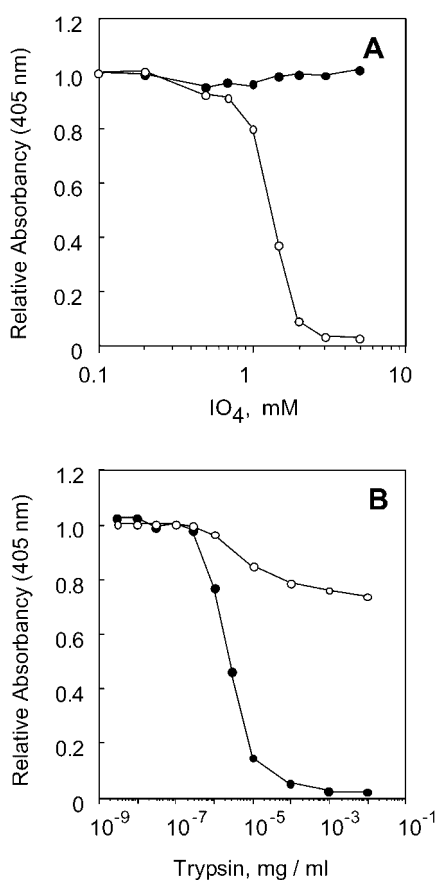 A
1.2
1.0
0.8
0.6
0.4
0.2
0
Relative Absorbancy (405 nm)
0.1 1 10
IO4, mM
B
1.2
1.0
0.8
0.6
0.4
0.2
0
Relative Absorbancy (405 nm)
10-9 10-7 10-5 10-3 10-1
Trypsin, mg / ml